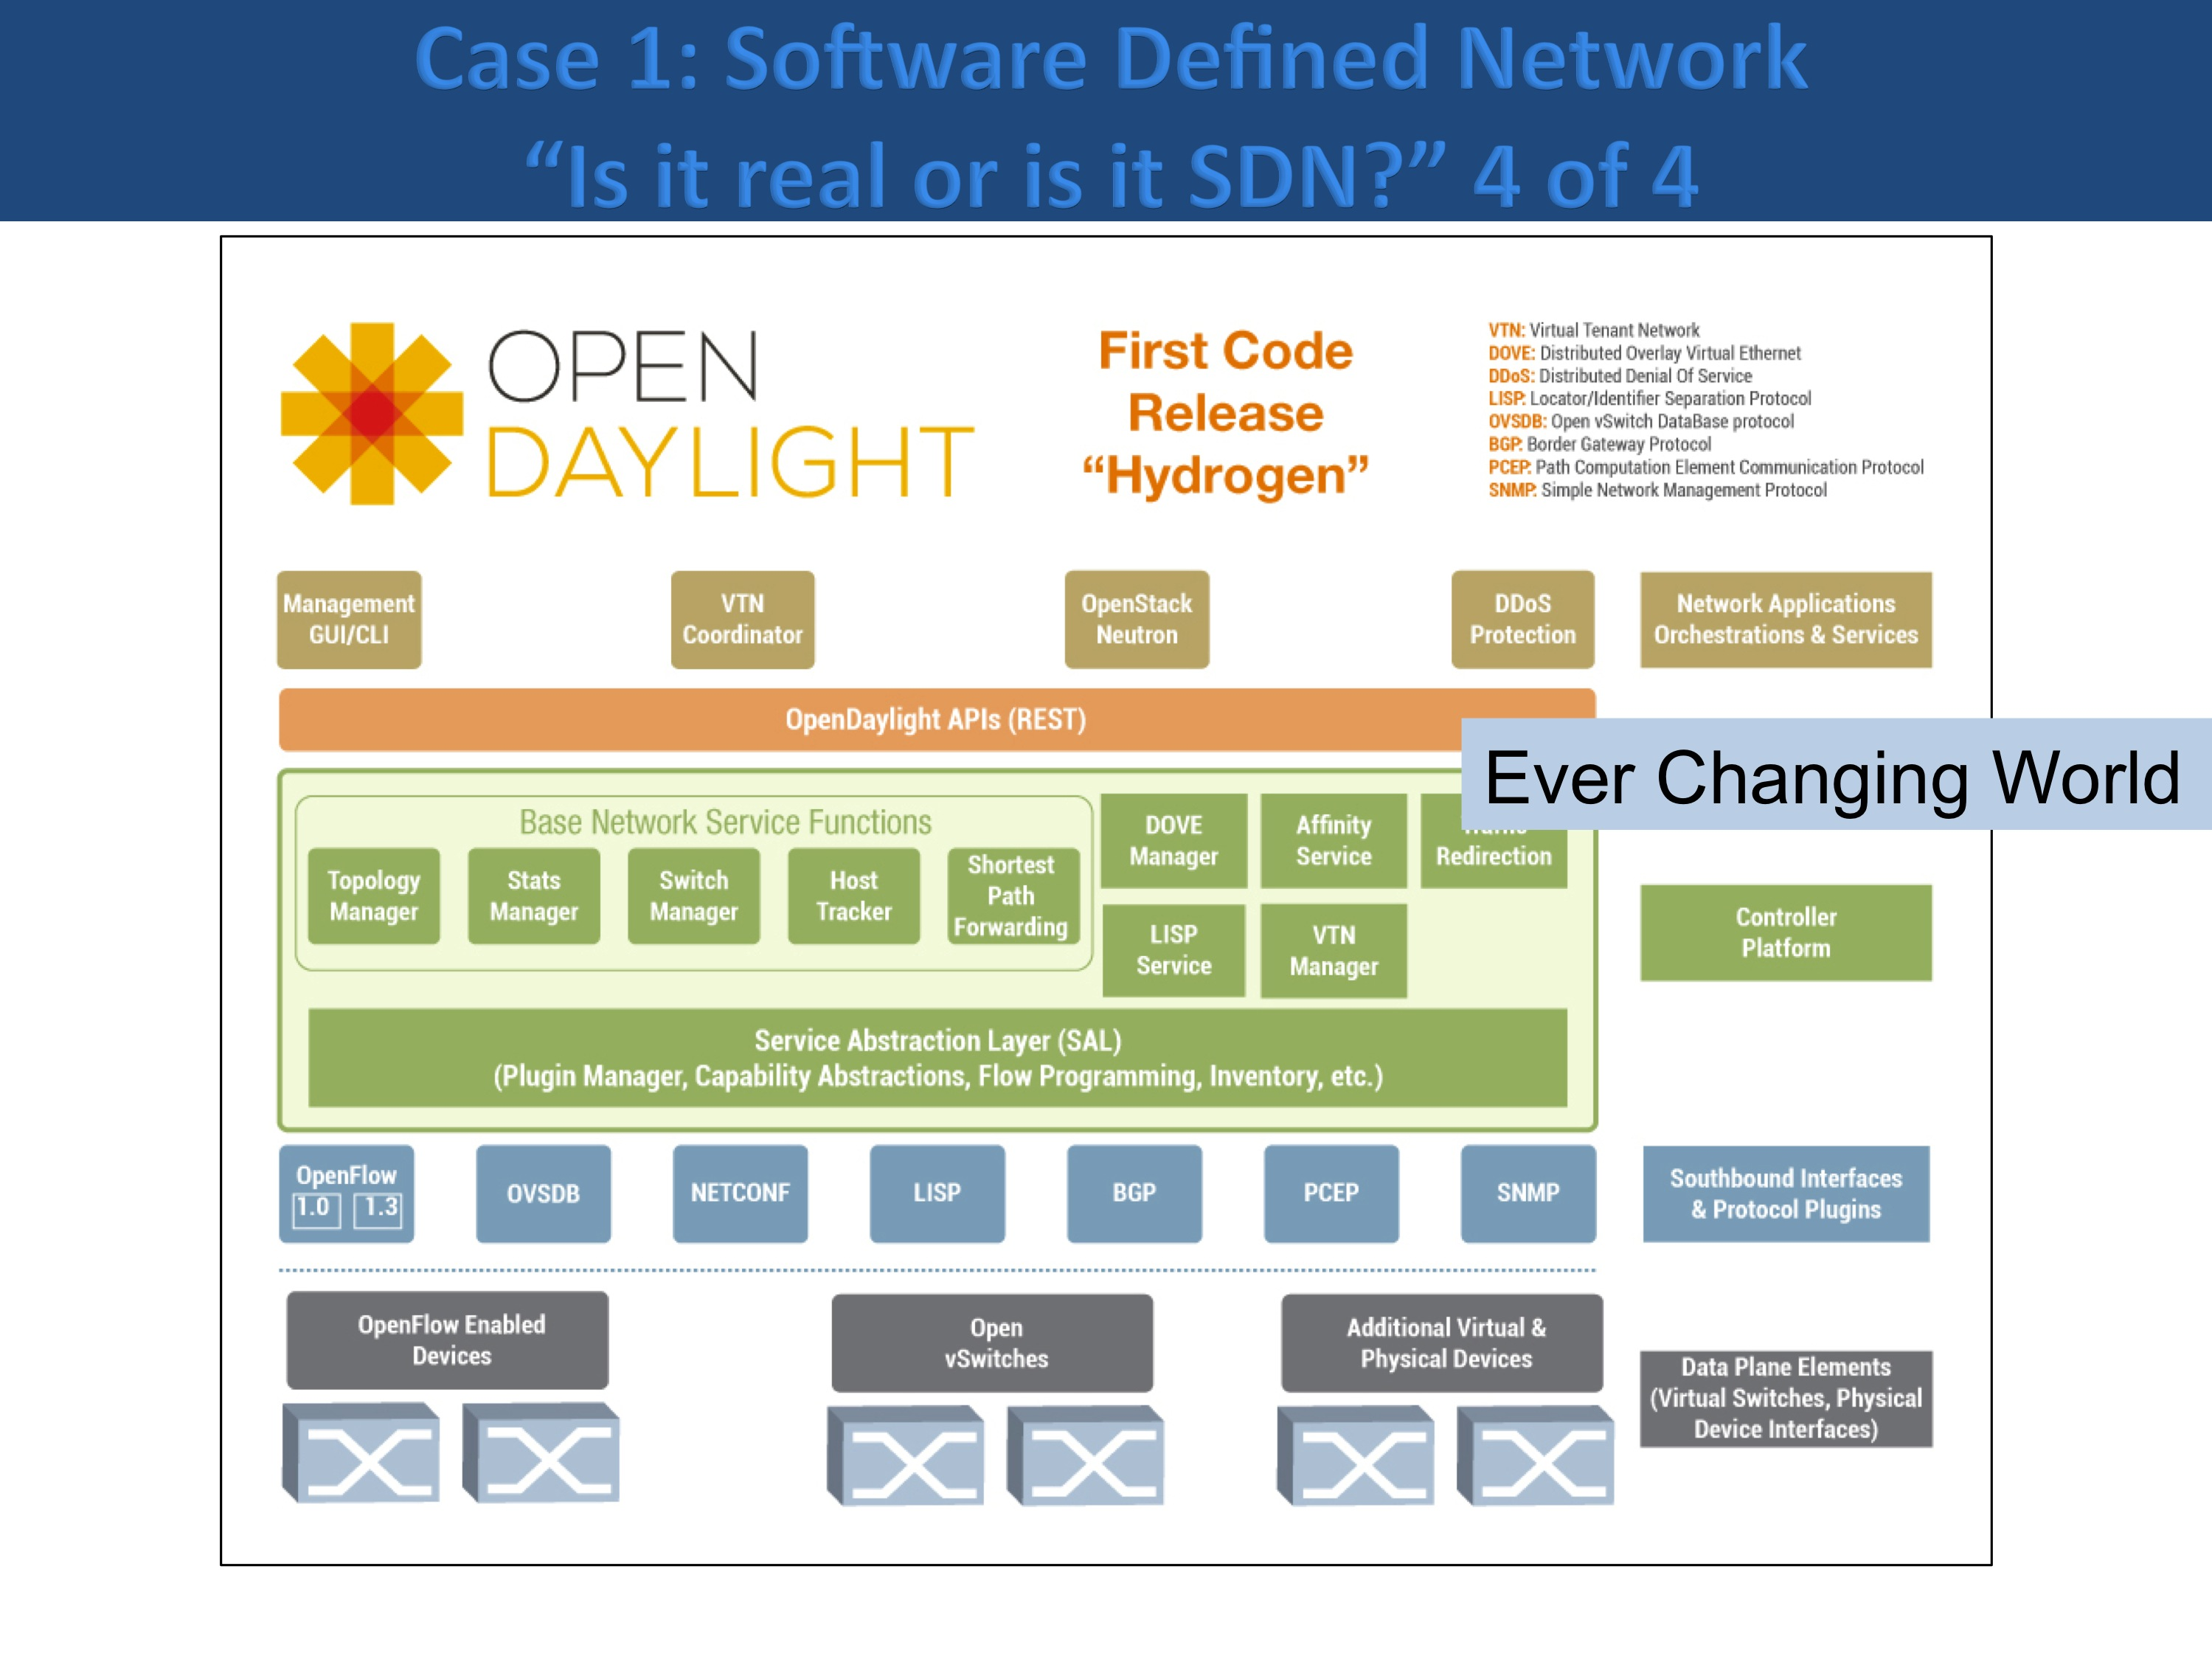 Case 1: Software Defined Network
“Is it real or is it SDN?” 4 of 4
OPEN
DAYLIGHT
First Code
Release
“Hydrogen”
VTN: Virtual Tenant Network
DOVE: Distributed Overlay Virtual Ethernet
DDoS: Distributed Denial Of Service
LISP: Locator/Identifier Separation Protocol
OVSDB: Open vSwitch DataBase protocol
BGP: Border Gateway Protocol
PCEP: Path Computation Element Communication Protocol
SNMP: Simple Network Management Protocol
Management
GUI/CLI
VTN
Coordinator
OpenStack
Neutron
DDoS
Protection
Network Applications
Orchestrations & Services
OpenDaylight APIs (REST)
Ever Changing World
Base Network Service Functions
Topology
Manager
Stats
Manager
Switch
Manager
Host
Tracker
Shortest
Path
Forwarding
DOVE
Manager
Affinity
Service
Redirection
LISP
Service
VTN
Manager
Controller
Platform
Service Abstraction Layer (SAL)
(Plugin Manager, Capability Abstractions, Flow Programming, Inventory, etc.)
OpenFlow
1.0 1.3
OVSDB
NETCONF
LISP
BGP
PCEP
SNMP
Southbound Interfaces
& Protocol Plugins
OpenFlow Enabled
Devices
Open
vSwitches
Additional Virtual &
Physical Devices
Data Plane Elements
(Virtual Switches, Physical
Device Interfaces)